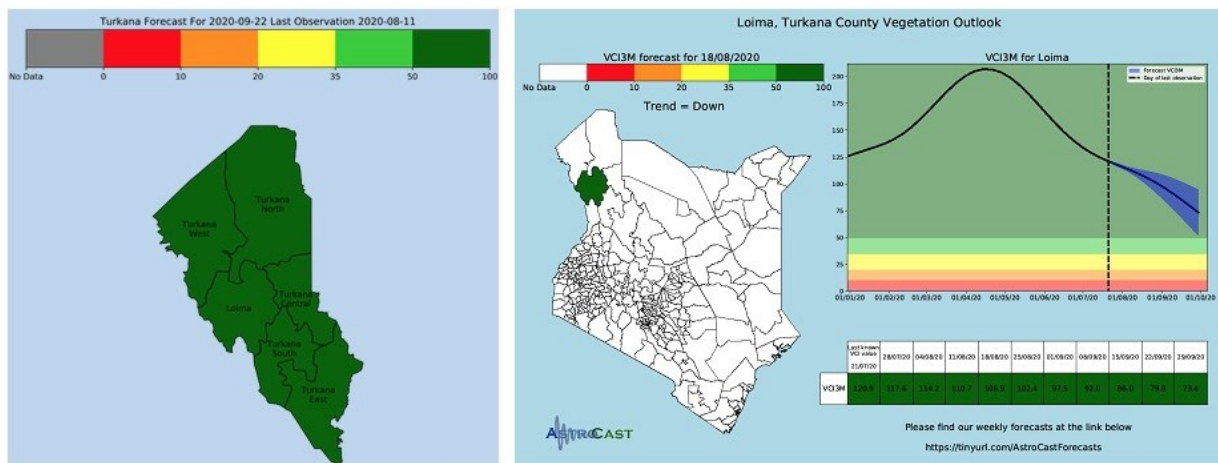 Turkana Forecast For 2020-09-22 Last Observation 2020-08-11
No Data 0 10 20 35 50 100
Turkana
North
Turkana
West
Loima
Turkana
Central
Turkana
South
Turkana
East
Loima, Turkana County Vegetation Outlook
VCI3M forecast for 18/08/2020
No Data 0 10 20 35 50 100
Trend = Down
ASTROCAST
VCI3M for Loima
Forecast VCI3M
Day of last observation
200
175
150
125
100
75
50
25
0
01/01/20 01/02/20 01/03/20 01/04/20 01/05/20 01/06/20 01/07/20 01/08/20 01/09/20 01/10/20
Last known
VCI value
21/07/20
28/07/20 04/08/20 11/08/20 18/08/20 25/08/20 01/09/20 08/09/20 15/09/20 22/09/20 29/09/20
VCI3M 120.9 117.6 114.2 110.7 106.9 102.4 97.5 92.0 86.0 79.8 73.4
Please find our weekly forecasts at the link below
https://tinyurl.com/AstroCastForecasts